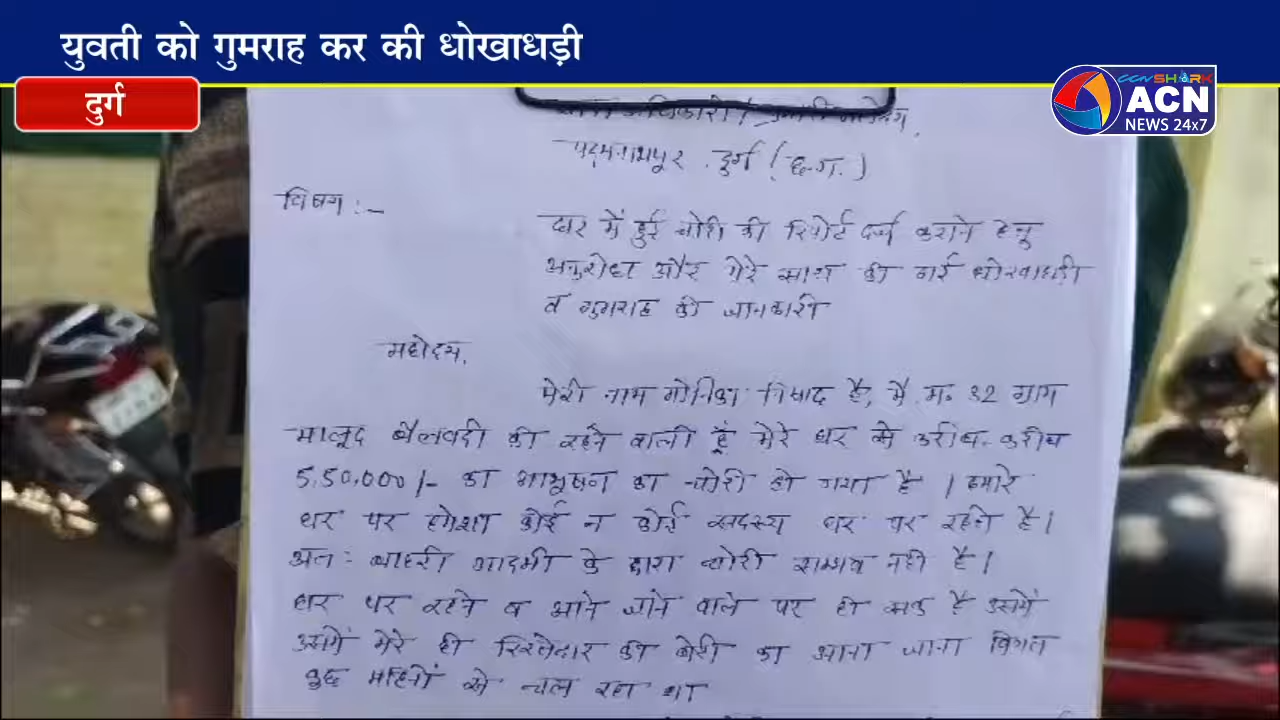 युवती को गुमराह कर की धोखाधड़ी
दुर्ग
CCN SHARK
ACN
NEWS 24x7
पदमनाभपुर. दुर्ग (छ.ग.)
विषय :-
घर में हुई चोरी की रिपोर्ट दर्ज कराने हेतु
अनुरोध और मेरे साथ की गई धोखाधड़ी
व गुमराह की जानकारी
महोदय,
मेरी नाम मोनिका निषाद है, मै म. 32 ग्राम
मालूद बेलवदी की रहने वाली हूं मेरे घर से करीब-करीब
5,50,000/- का आभूषण का चोरी हो गया है । हमारे
घर पर हमेशा कोई न कोई सदस्य घर पर रहते है।
अत: बाहरी आदमी के द्वारा चोरी सम्भव नही है।
घर पर रहने व आने जाने वाले पर ही शक है उसमें
उसमें मेरे ही रिश्तेदार की बेटी का आना जाना विगत
कुछ महिनों से चल रहा था